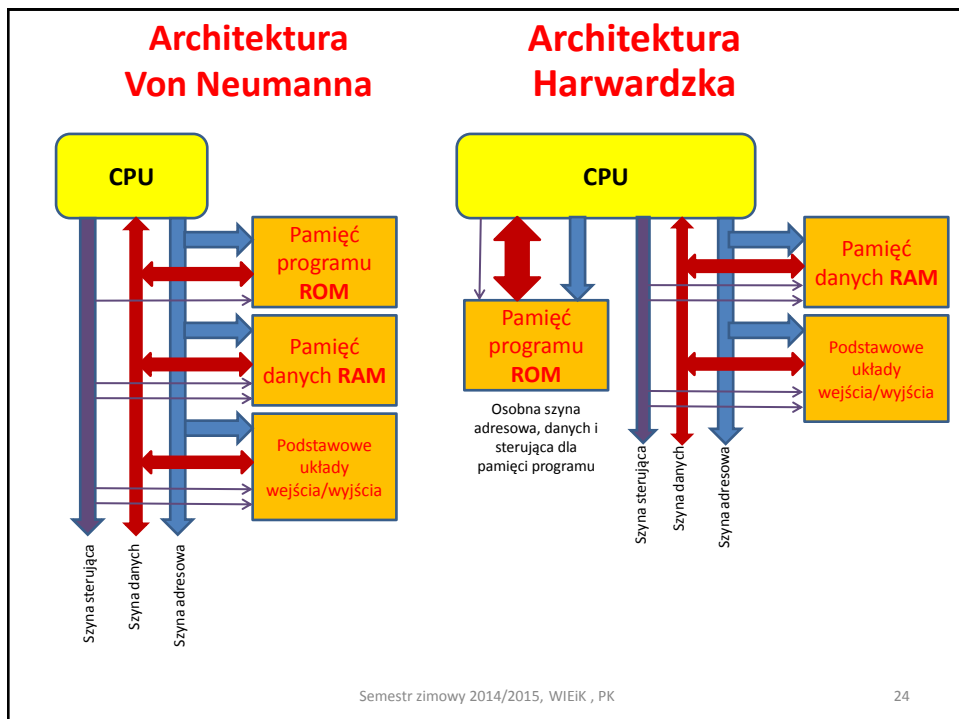 Architektura
Von Neumanna
Architektura
Harwardzka
CPU
Pamięć
programu
ROM
Pamięć
danych RAM
Podstawowe
układy
wejścia/wyjścia
Szyna sterująca
Szyna danych
Szyna adresowa
CPU
Pamięć
programu
ROM
Osobna szyna
adresowa, danych i
sterująca dla
pamięci programu
Pamięć
danych RAM
Podstawowe
układy
wejścia/wyjścia
Szyna sterująca
Szyna danych
Szyna adresowa
Semestr zimowy 2014/2015, WIEiK , PK
24